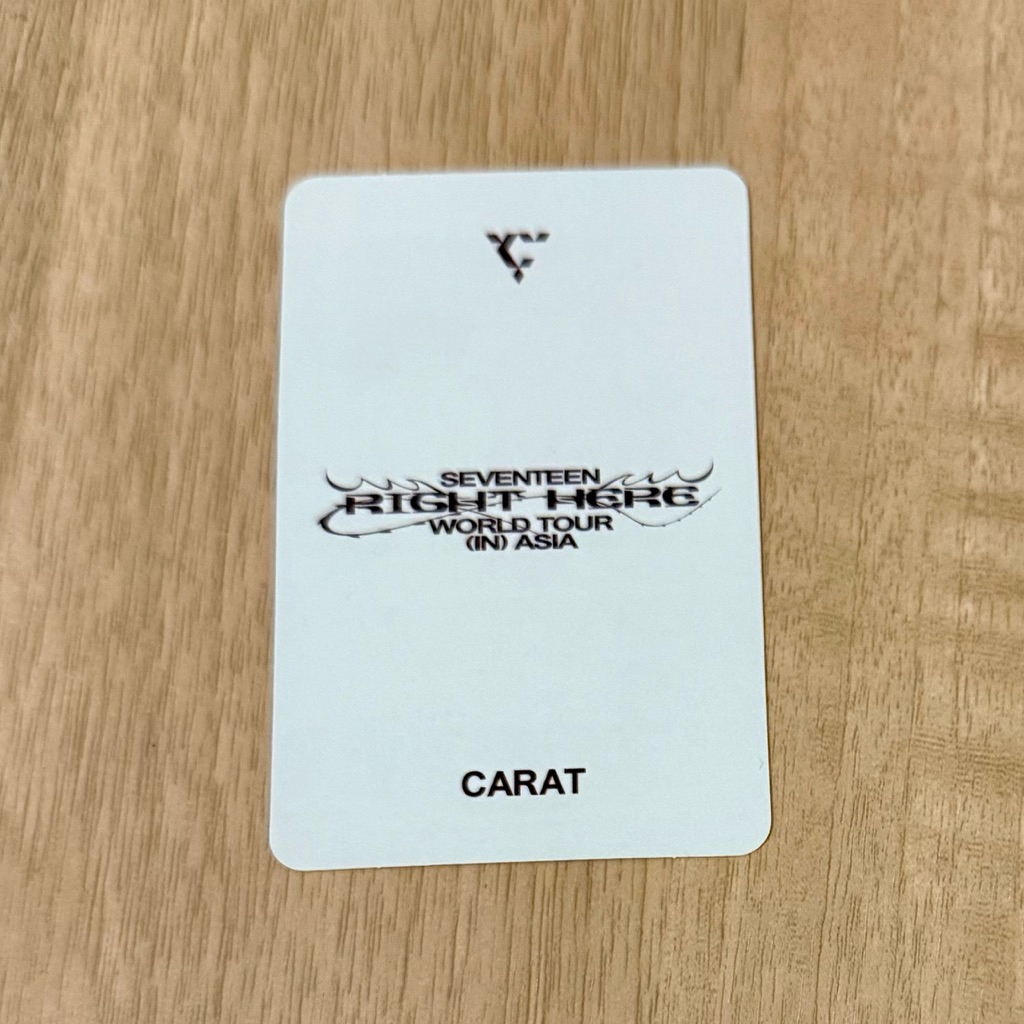 SEVENTEEN
RIGHT HERE
WORLD TOUR
(IN) ASIA
CARAT